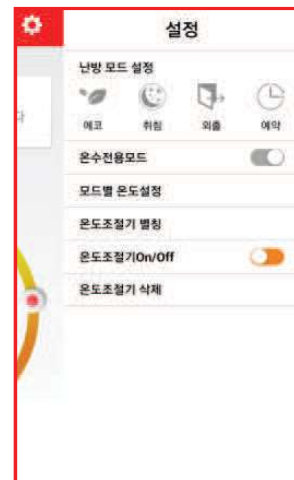 설정
난방 모드 설정
에코 취침 외출 예약
온수전용모드
모드별 온도설정
온도조절기 별칭
온도조절기On/Off
온도조절기 삭제